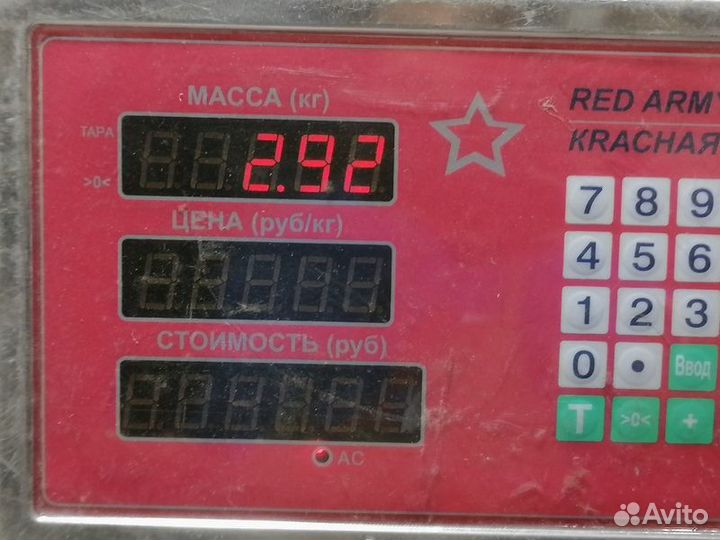 МАССА (кг)
RED ARMY
КRАСНАЯ
ТАРА
2.92
>0<
ЦЕНА (руб/кг)
7 8 9
4 5 6
1 2 3
СТОИМОСТЬ (руб)
0 • Ввод
T >0< +
AC
Avito